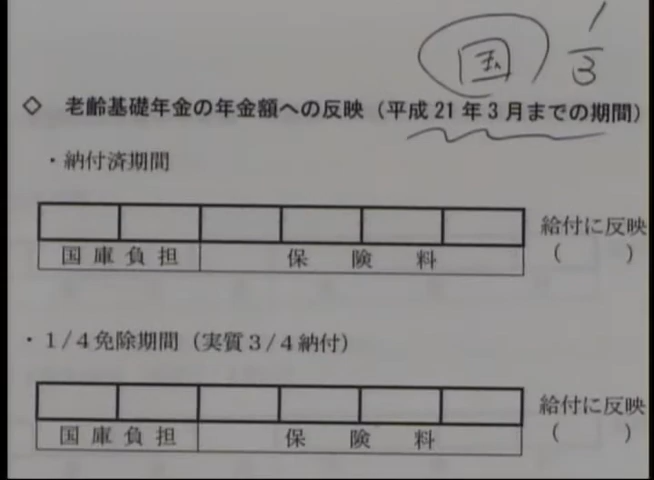 国 1/3
◇ 老齢基礎年金の年金額への反映（平成21年3月までの期間）
・納付済期間
国庫負担 保険料 給付に反映
（ ）
・1/4免除期間（実質3/4納付）
国庫負担 保険料 給付に反映
（ ）